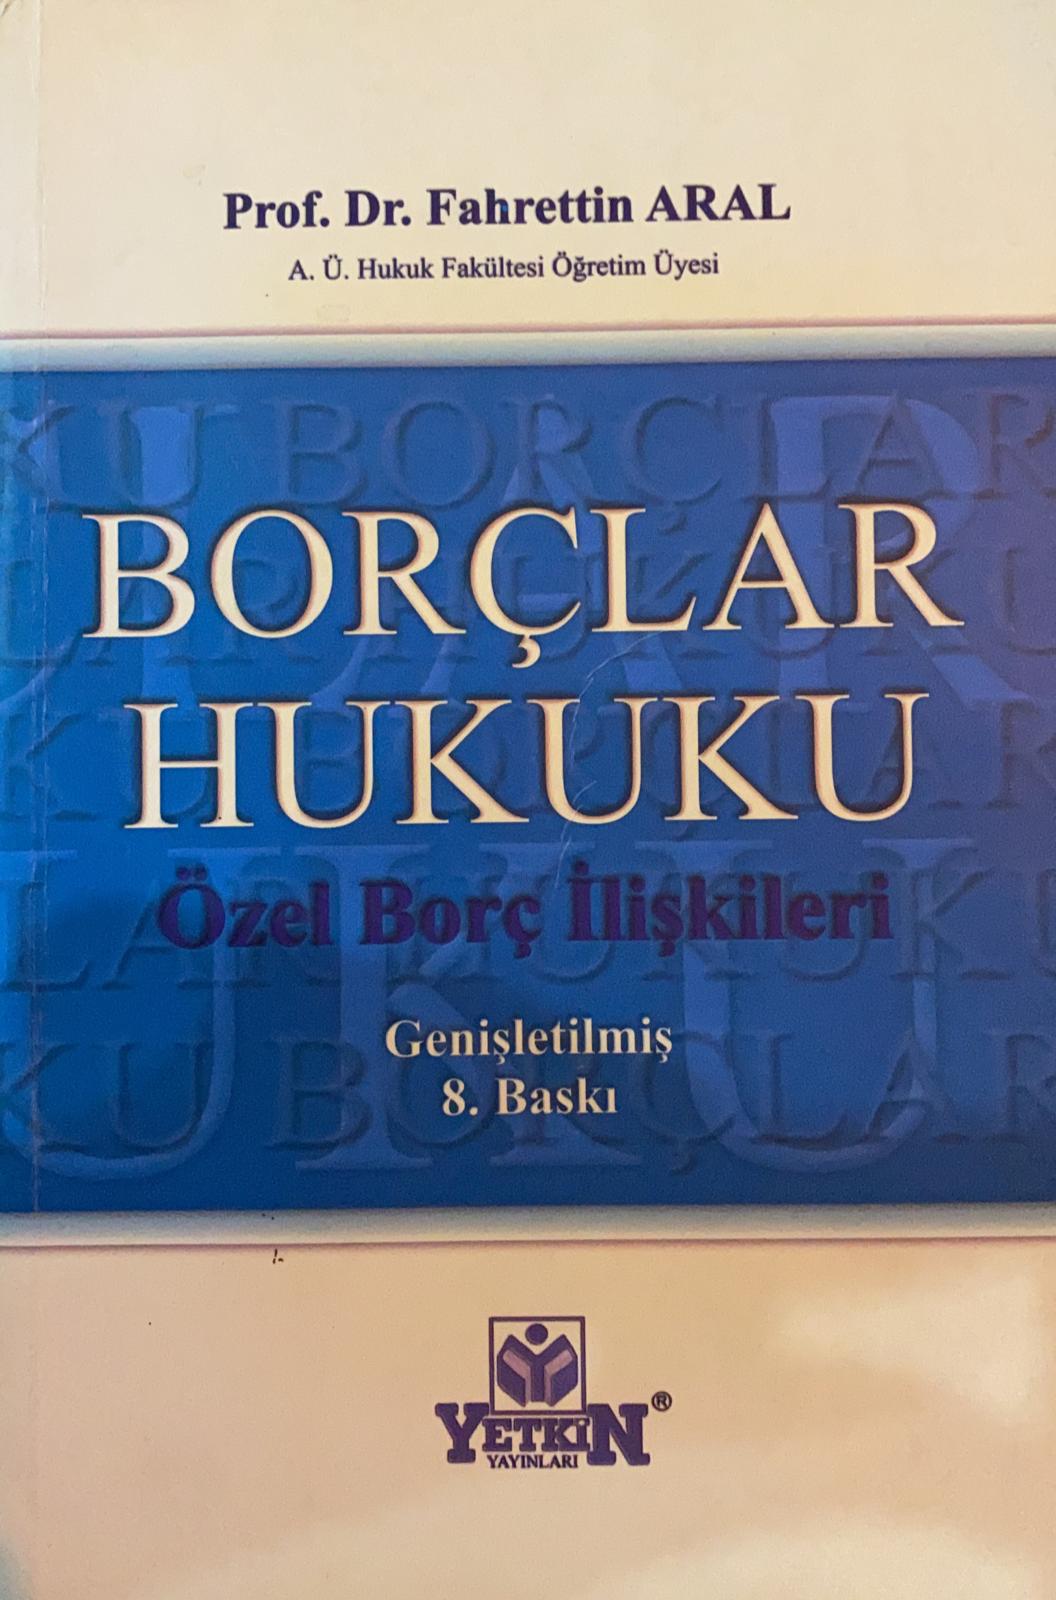 Prof. Dr. Fahrettin ARAL
A. Ü. Hukuk Fakültesi Öğretim Üyesi
BORÇLAR
HUKUKU
Özel Borç İlişkileri
Genişletilmiş
8. Baskı
YETKİN®
YAYINLARI